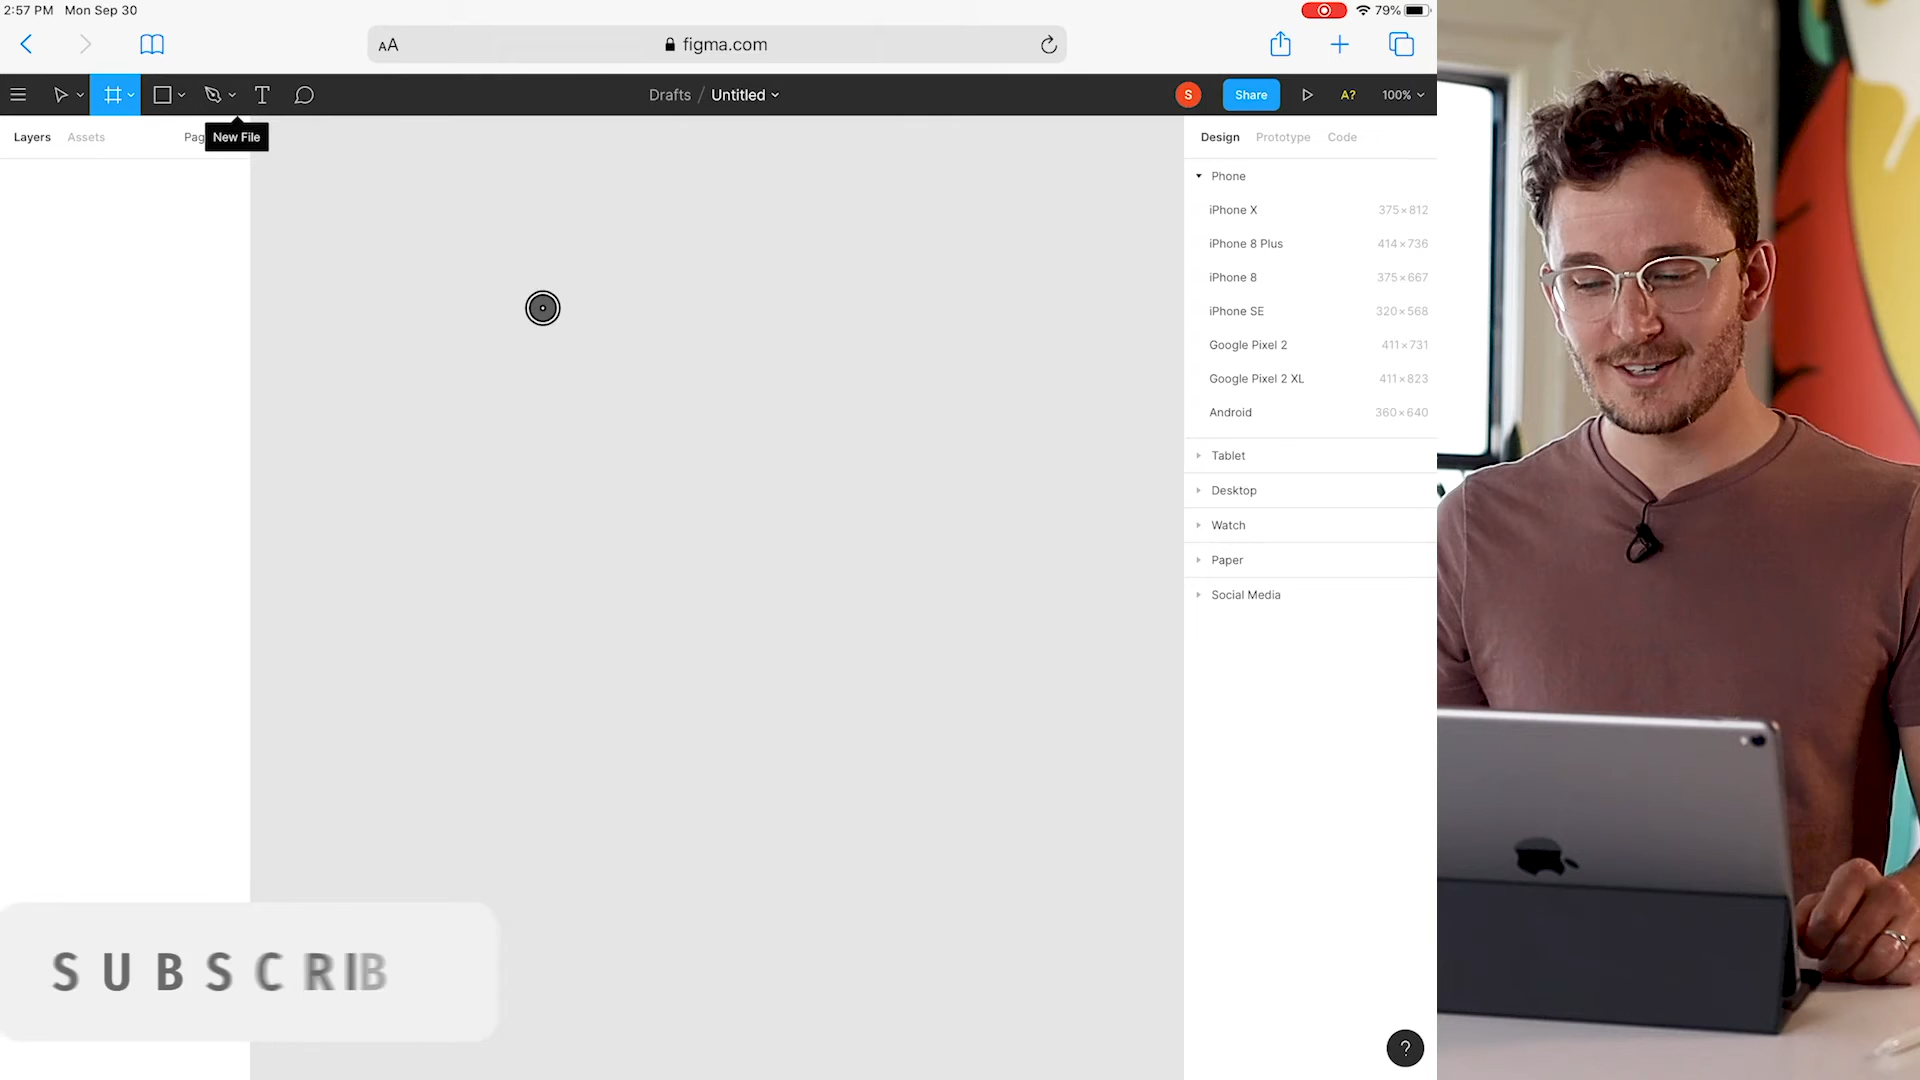 2:57 PM Mon Sep 30
79%
AA
figma.com
Drafts / Untitled
S
Share
A?
100%
Layers Assets
Pag
New File
Design Prototype Code
Phone
iPhone X 375×812
iPhone 8 Plus 414×736
iPhone 8 375×667
iPhone SE 320×568
Google Pixel 2 411×731
Google Pixel 2 XL 411×823
Android 360×640
Tablet
Desktop
Watch
Paper
Social Media
SUBSCRIB
?